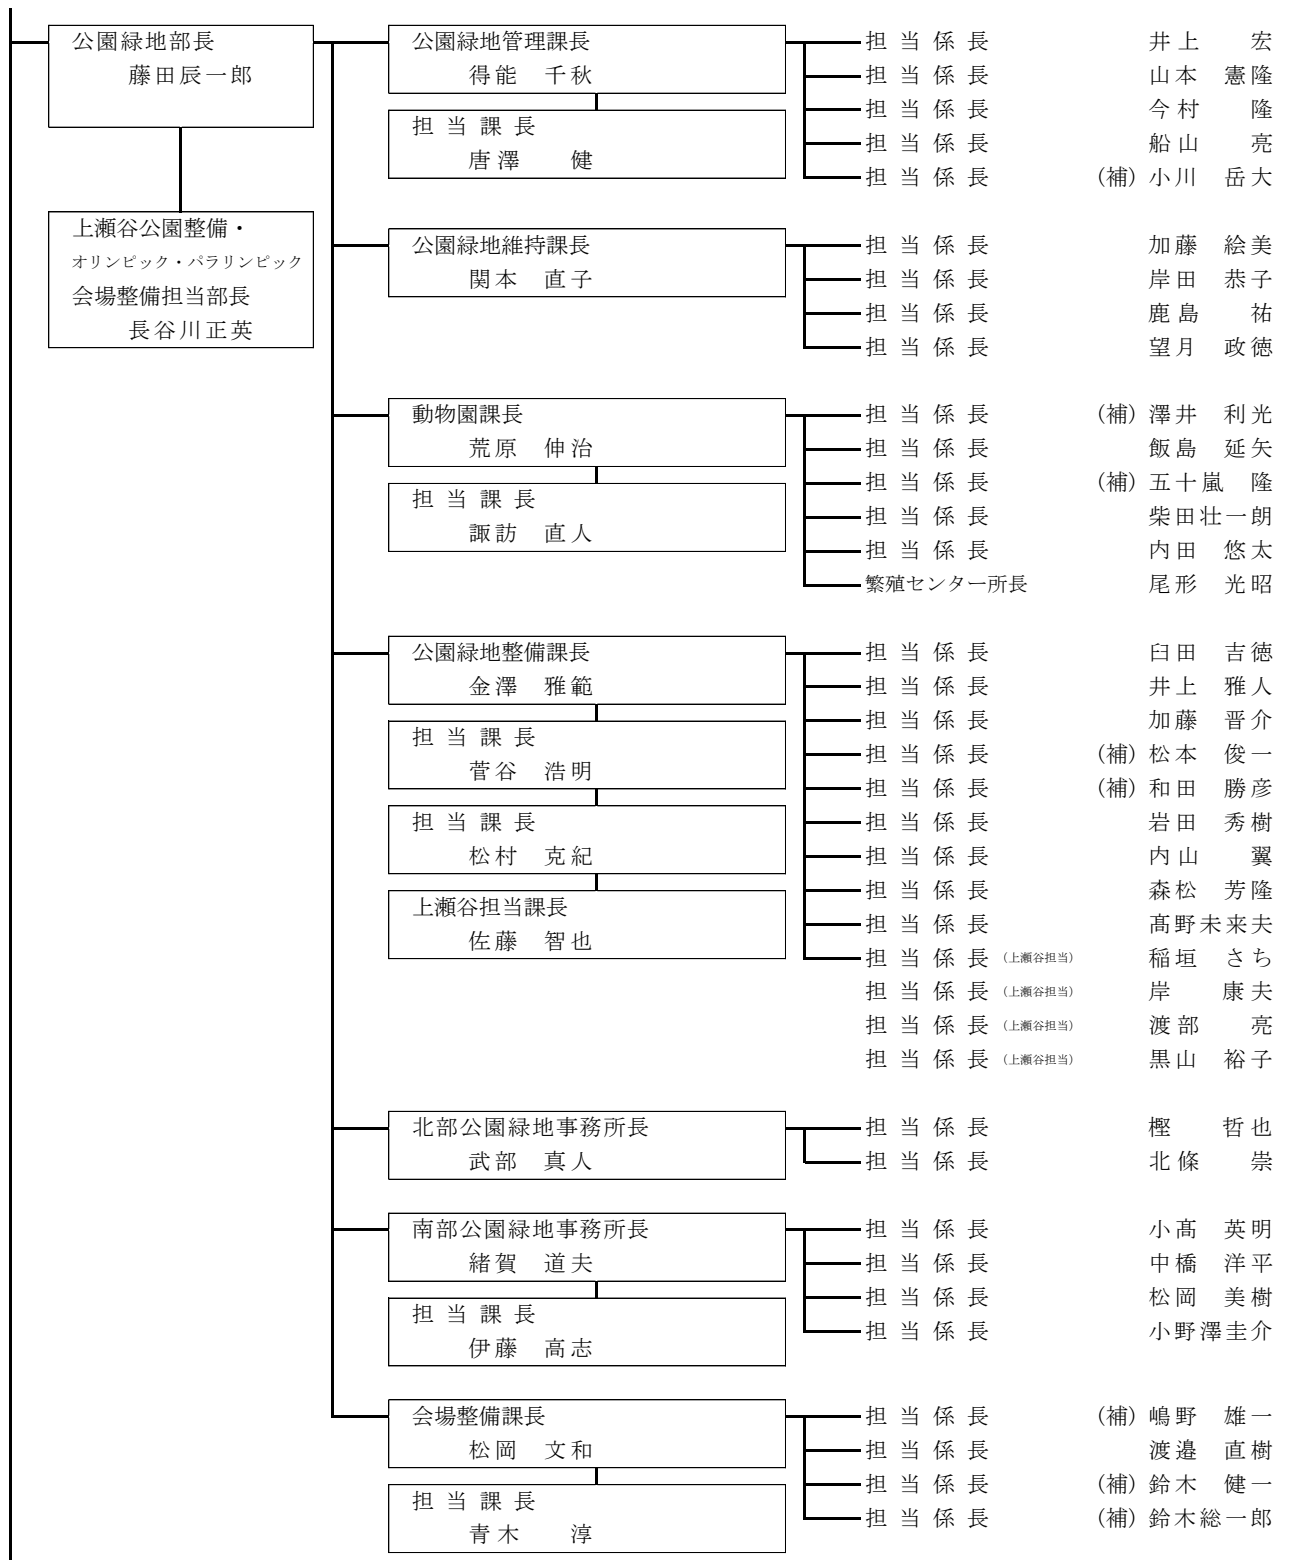 公園緑地部長
藤田辰一郎
上瀬谷公園整備・
オリンピック・パラリンピック
会場整備担当部長
長谷川正英
公園緑地管理課長
得能　千秋
担 当 課 長
唐澤　　健
担 当 係 長　井上　　宏
担 当 係 長　山本　憲隆
担 当 係 長　今村　　隆
担 当 係 長　船山　　亮
担 当 係 長　(補) 小川　岳大
公園緑地維持課長
関本　直子
担 当 係 長　加藤　絵美
担 当 係 長　岸田　恭子
担 当 係 長　鹿島　　祐
担 当 係 長　望月　政徳
動物園課長
荒原　伸治
担 当 課 長
諏訪　直人
担 当 係 長　(補) 澤井　利光
担 当 係 長　飯島　延矢
担 当 係 長　(補) 五十嵐　隆
担 当 係 長　柴田壮一朗
担 当 係 長　内田　悠太
繁殖センター所長　尾形　光昭
公園緑地整備課長
金澤　雅範
担 当 課 長
菅谷　浩明
担 当 課 長
松村　克紀
上瀬谷担当課長
佐藤　智也
担 当 係 長　臼田　吉徳
担 当 係 長　井上　雅人
担 当 係 長　加藤　晋介
担 当 係 長　(補) 松本　俊一
担 当 係 長　(補) 和田　勝彦
担 当 係 長　岩田　秀樹
担 当 係 長　内山　　翼
担 当 係 長　森松　芳隆
担 当 係 長　髙野未来夫
担 当 係 長 (上瀬谷担当)　稲垣　さち
担 当 係 長 (上瀬谷担当)　岸　　康夫
担 当 係 長 (上瀬谷担当)　渡部　　亮
担 当 係 長 (上瀬谷担当)　黒山　裕子
北部公園緑地事務所長
武部　真人
担 当 係 長　樫　　哲也
担 当 係 長　北條　　崇
南部公園緑地事務所長
緒賀　道夫
担 当 課 長
伊藤　高志
担 当 係 長　小髙　英明
担 当 係 長　中橋　洋平
担 当 係 長　松岡　美樹
担 当 係 長　小野澤圭介
会場整備課長
松岡　文和
担 当 課 長
青木　　淳
担 当 係 長　(補) 嶋野　雄一
担 当 係 長　渡邉　直樹
担 当 係 長　(補) 鈴木　健一
担 当 係 長　(補) 鈴木総一郎